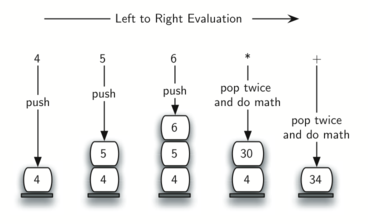 Left to Right Evaluation
4 5 6 * +
push push push pop twice
and do math pop twice
and do math
6
5 5 30
4 4 4 4 34